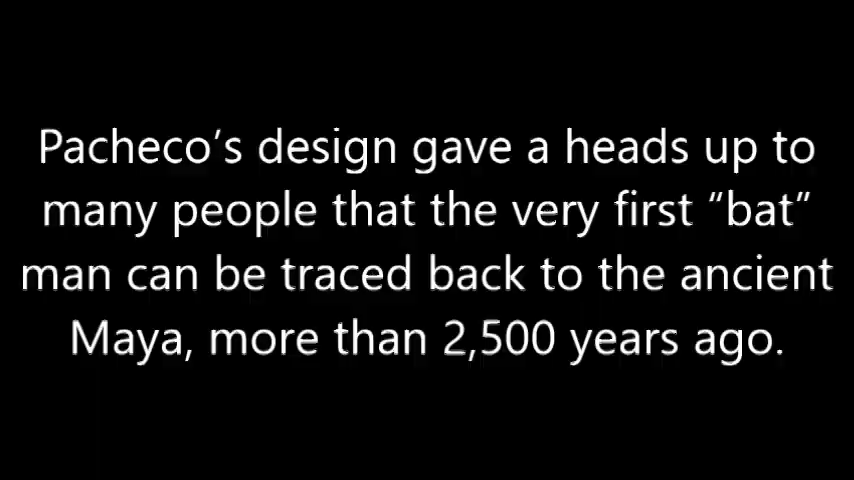 Pacheco’s design gave a heads up to
many people that the very first “bat”
man can be traced back to the ancient
Maya, more than 2,500 years ago.